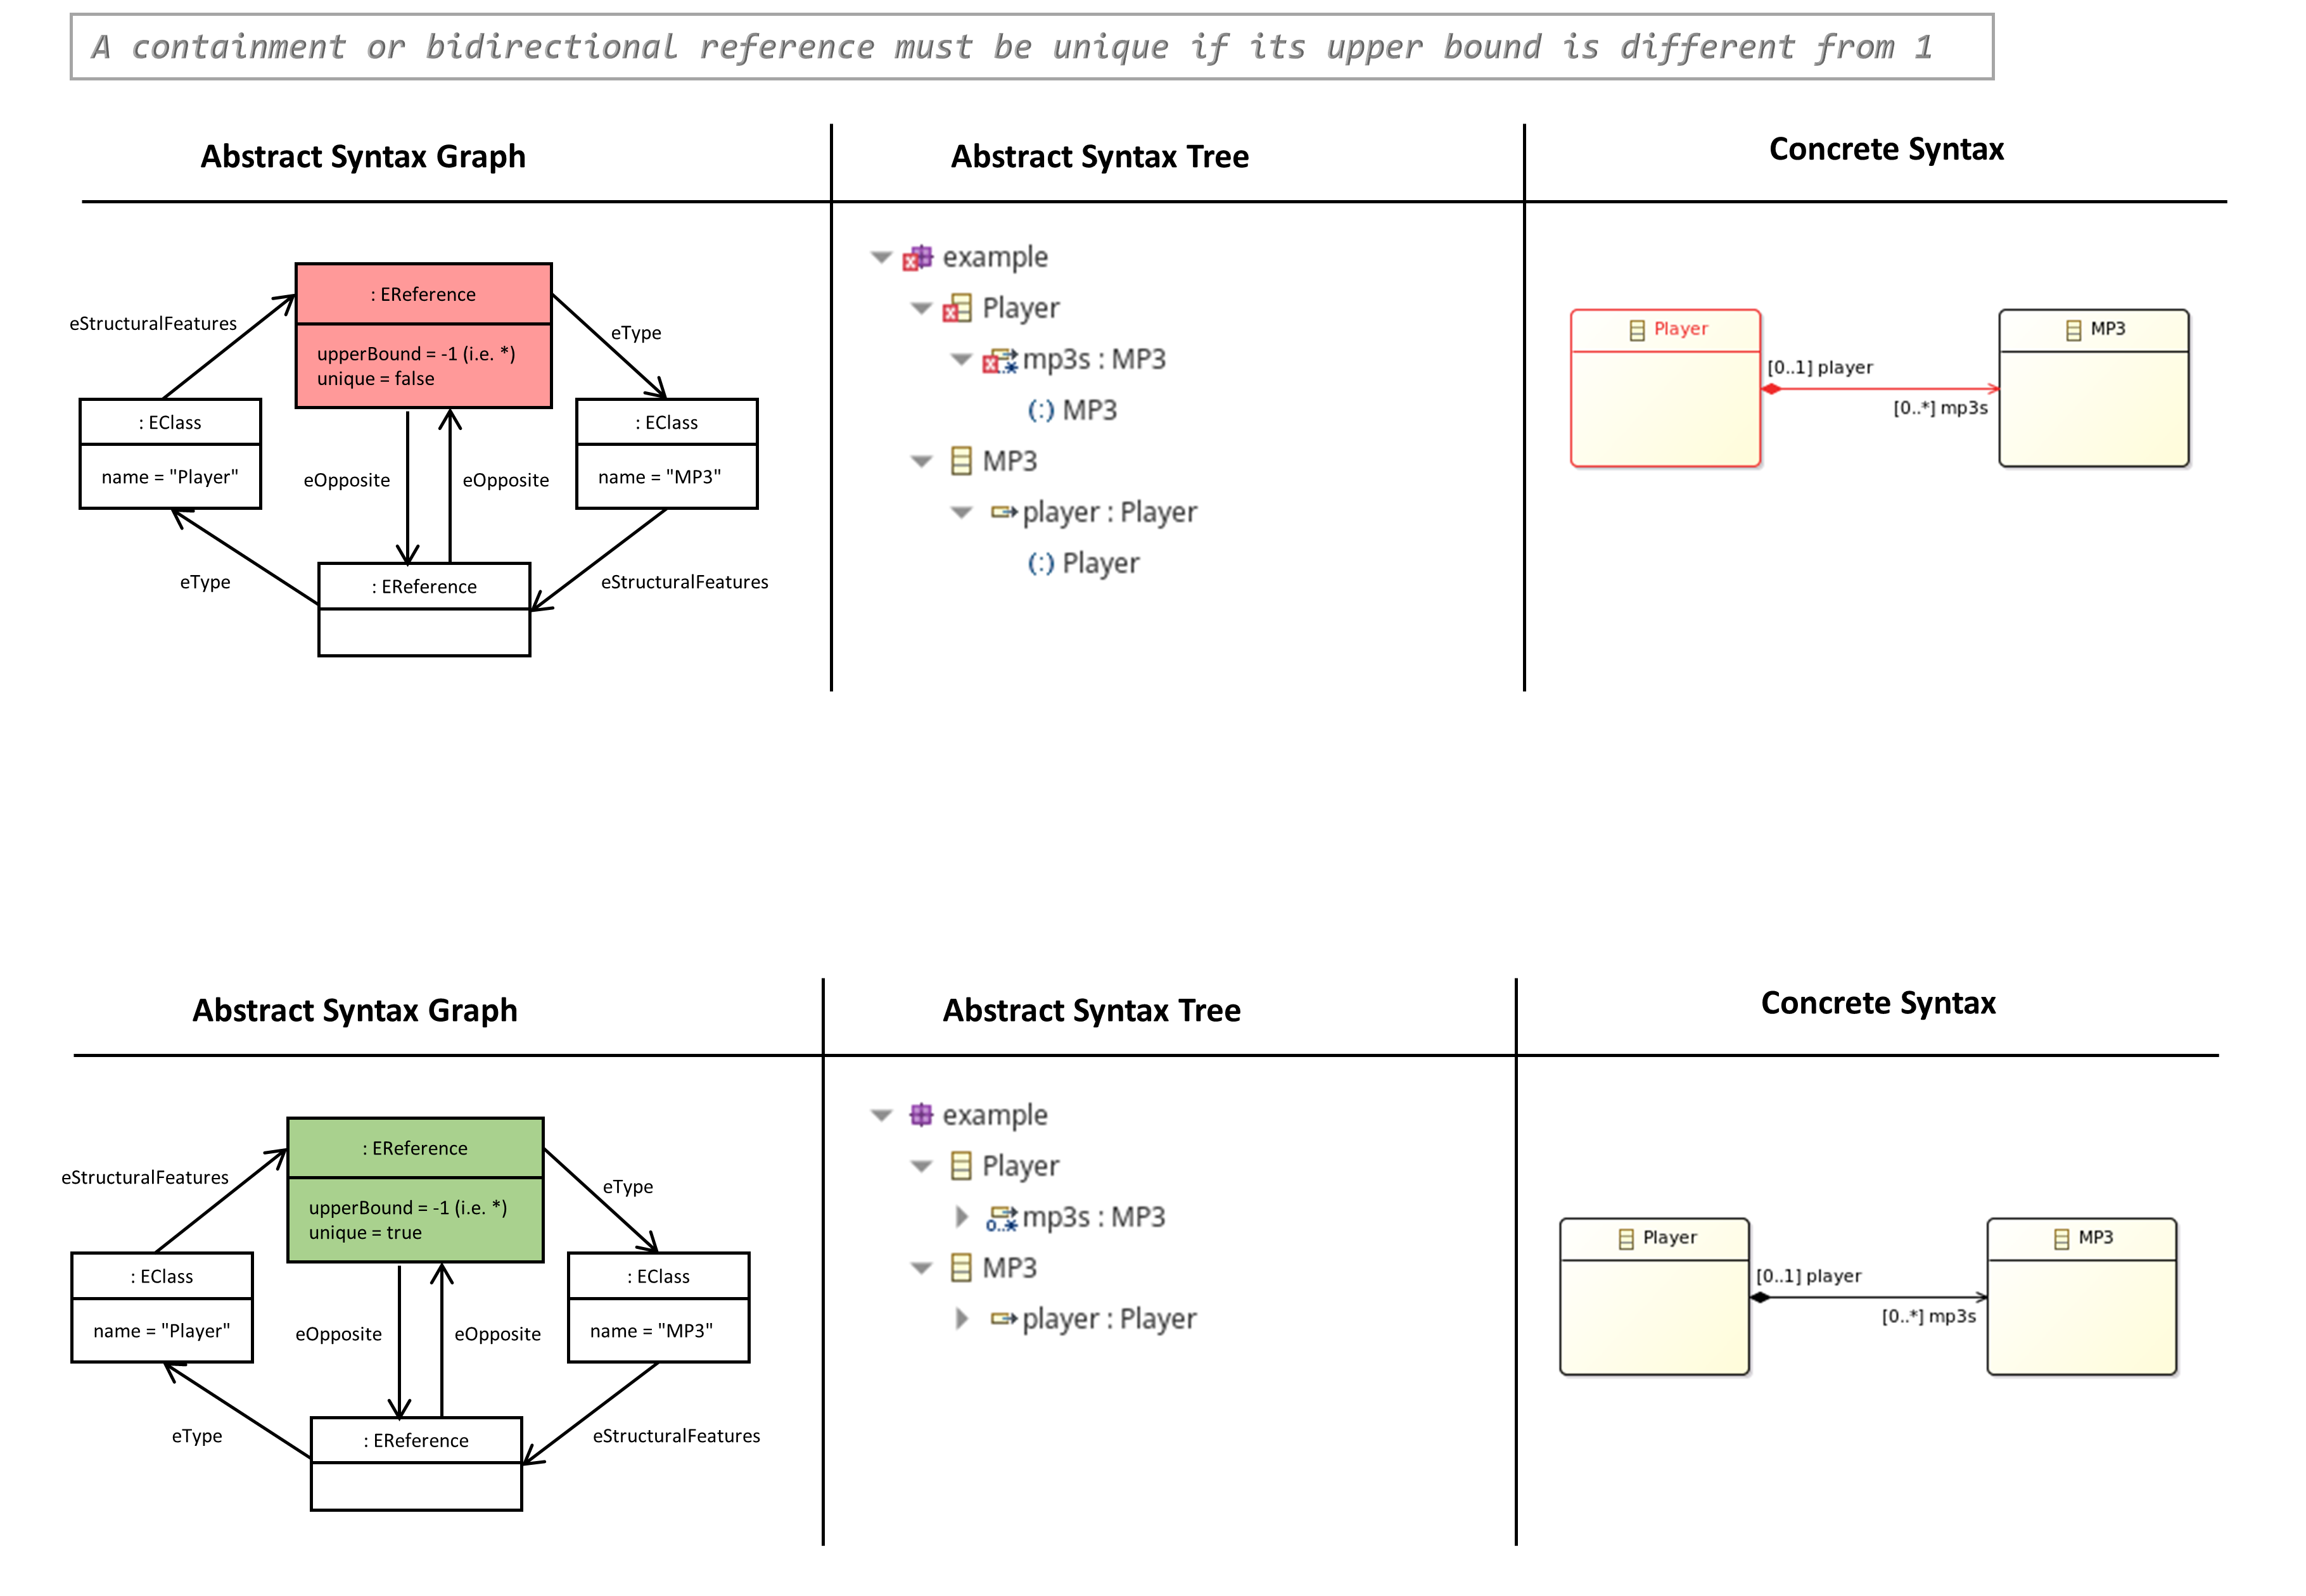 A containment or bidirectional reference must be unique if its upper bound is different from 1
Abstract Syntax Graph
Abstract Syntax Tree
Concrete Syntax
: EReference
upperBound = -1 (i.e. *)
unique = false
eStructuralFeatures
eType
: EClass
name = "Player"
eOpposite
eOpposite
: EClass
name = "MP3"
eType
: EReference
eStructuralFeatures
example
Player
mp3s : MP3
(:) MP3
MP3
player : Player
(:) Player
Player
[0..1] player
[0..*] mp3s
MP3
Abstract Syntax Graph
Abstract Syntax Tree
Concrete Syntax
: EReference
upperBound = -1 (i.e. *)
unique = true
eStructuralFeatures
eType
: EClass
name = "Player"
eOpposite
eOpposite
: EClass
name = "MP3"
eType
: EReference
eStructuralFeatures
example
Player
0..* mp3s : MP3
MP3
player : Player
Player
[0..1] player
[0..*] mp3s
MP3